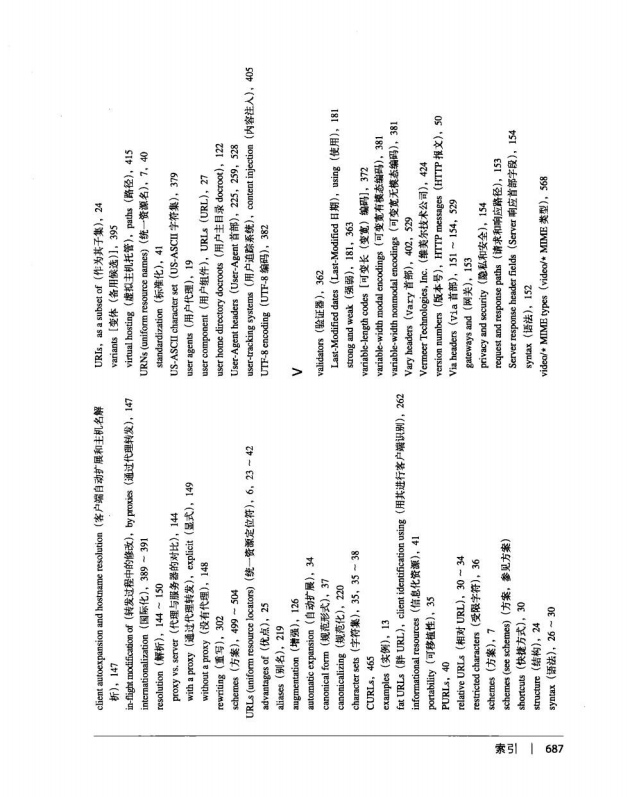 client autoexpansion and hostname resolution（客户端自动扩展和主机名解
析）, 147
in-flight modification of（转发过程中的修改）, by proxies（通过代理转发）, 147
internationalization（国际化）, 389 ~ 391
resolution（解析）, 144 ~ 150
proxy vs. server（代理与服务器的对比）, 144
with a proxy（通过代理转发）, explicit（显式）, 149
without a proxy（没有代理）, 148
rewriting（重写）, 302
schemes（方案）, 499 ~ 504
URLs (uniform resource locators)（统一资源定位符）, 6, 23 ~ 42
advantages of（优点）, 25
aliases（别名）, 219
augmentation（增强）, 126
automatic expansion（自动扩展）, 34
canonical form（规范形式）, 37
canonicalizing（规范化）, 220
character sets（字符集）, 35, 35 ~ 38
CURLs, 465
examples（实例）, 13
fat URLs（胖 URL）, client identification using（用其进行客户端识别）, 262
informational resources（信息化资源）, 41
portability（可移植性）, 35
PURLs, 40
relative URLs（相对 URL）, 30 ~ 34
restricted characters（受限字符）, 36
schemes（方案）, 7
schemes (see schemes)（方案，参见方案）
shortcuts（快捷方式）, 30
structure（结构）, 24
syntax（语法）, 26 ~ 30
URIs, as a subset of（作为其子集）, 24
variants［变体（备用候选）］, 395
virtual hosting（虚拟主机托管）, paths（路径）, 415
URNs (uniform resource names)（统一资源名）, 7, 40
standardization（标准化）, 41
US-ASCII character set（US-ASCII 字符集）, 379
user agents（用户代理）, 19
user component（用户组件）, URLs（URL）, 27
user home directory docroots（用户主目录 docroot）, 122
User-Agent headers（User-Agent 首部）, 225, 259, 528
user-tracking systems（用户追踪系统）, content injection（内容注入）, 405
UTF-8 encoding（UTF-8 编码）, 382
V
validators（验证器）, 362
Last-Modified dates（Last-Modified 日期）, using（使用）, 181
strong and weak（强弱）, 181, 363
variable-length codes［可变长（变宽）编码］, 372
variable-width modal encodings（可变宽有模态编码）, 381
variable-width nonmodal encodings（可变宽无模态编码）, 381
Vary headers（Vary 首部）, 402, 529
Vermeer Technologies, Inc.（维美尔技术公司）, 424
version numbers（版本号）, HTTP messages（HTTP 报文）, 50
Via headers（Via 首部）, 151 ~ 154, 529
gateways and（网关）, 153
privacy and security（隐私和安全）, 154
request and response paths（请求和响应路径）, 153
Server response header fields（Server 响应首部字段）, 154
syntax（语法）, 152
video/* MIME types（video/* MIME 类型）, 568
索引 | 687